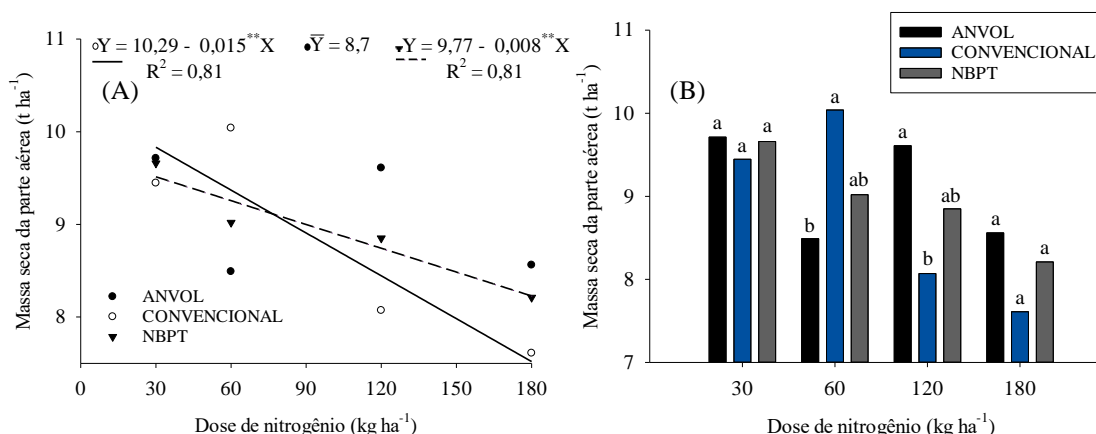 ○Y = 10,29 - 0,015**X
R² = 0,81
●Y̅ = 8,7
▼Y = 9,77 - 0,008**X
R² = 0,81
(A)
Massa seca da parte aérea (t ha⁻¹)
11
10
9
8
● ANVOL
○ CONVENCIONAL
▼ NBPT
0 30 60 90 120 150 180
Dose de nitrogênio (kg ha⁻¹)
ANVOL
CONVENCIONAL
NBPT
(B)
Massa seca da parte aérea (t ha⁻¹)
11
10
9
8
7
a a a
b a ab
a b ab
a a a
30 60 120 180
Dose de nitrogênio (kg ha⁻¹)